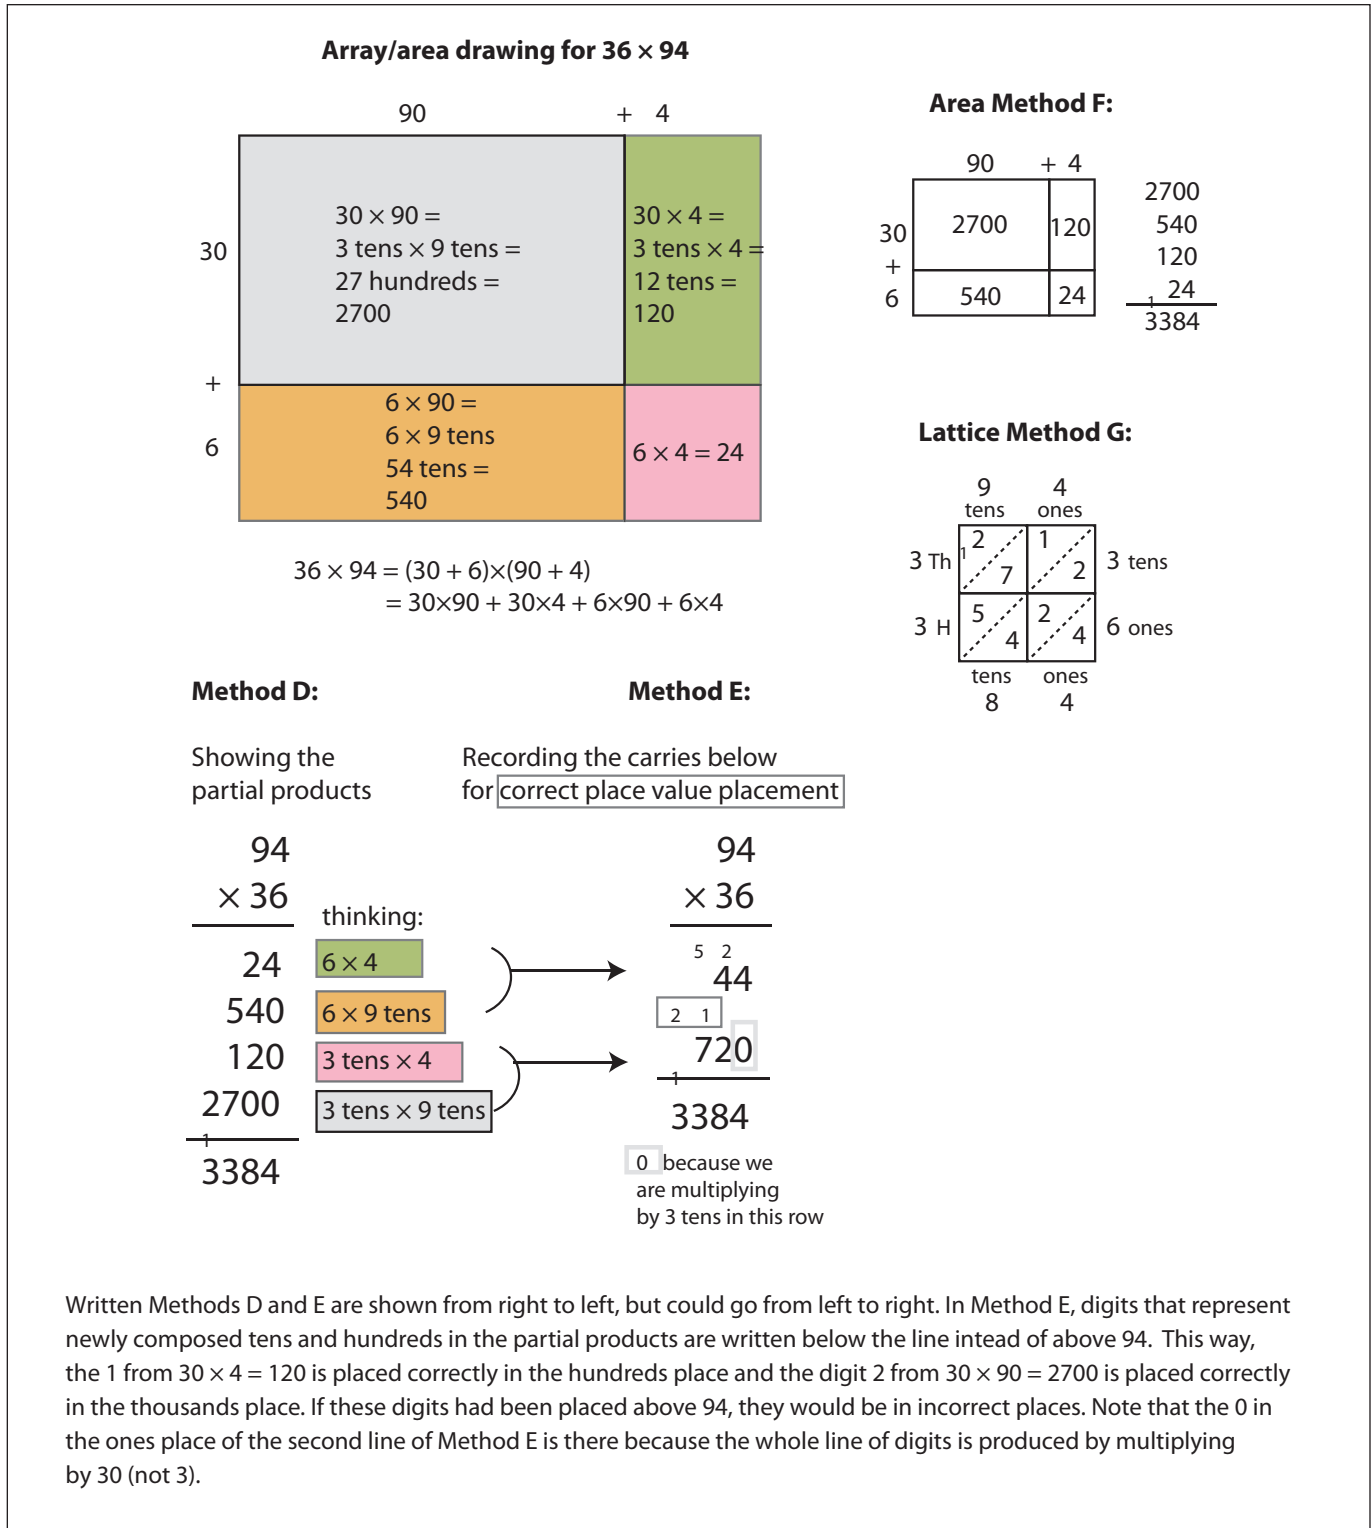 Array/area drawing for 36 × 94
90 + 4
30
+
6
30 × 90 =
3 tens × 9 tens =
27 hundreds =
2700
30 × 4 =
3 tens × 4 =
12 tens =
120
6 × 90 =
6 × 9 tens
54 tens =
540
6 × 4 = 24
36 × 94 = (30 + 6)×(90 + 4)
= 30×90 + 30×4 + 6×90 + 6×4
Area Method F:
90 + 4
30
+
6
2700 120
540 24
2700
540
120
1 24
3384
Lattice Method G:
9 4
tens ones
3 Th 1 2 7 1 2 3 tens
3 H 5 4 2 4 6 ones
tens ones
8 4
Method D:
Showing the
partial products
94
× 36
thinking:
24 6 × 4
540 6 × 9 tens
120 3 tens × 4
2700 3 tens × 9 tens
1
3384
Method E:
Recording the carries below
for correct place value placement
94
× 36
5 2
44
2 1
720
1
3384
0 because we
are multiplying
by 3 tens in this row
Written Methods D and E are shown from right to left, but could go from left to right. In Method E, digits that represent
newly composed tens and hundreds in the partial products are written below the line intead of above 94. This way,
the 1 from 30 × 4 = 120 is placed correctly in the hundreds place and the digit 2 from 30 × 90 = 2700 is placed correctly
in the thousands place. If these digits had been placed above 94, they would be in incorrect places. Note that the 0 in
the ones place of the second line of Method E is there because the whole line of digits is produced by multiplying
by 30 (not 3).